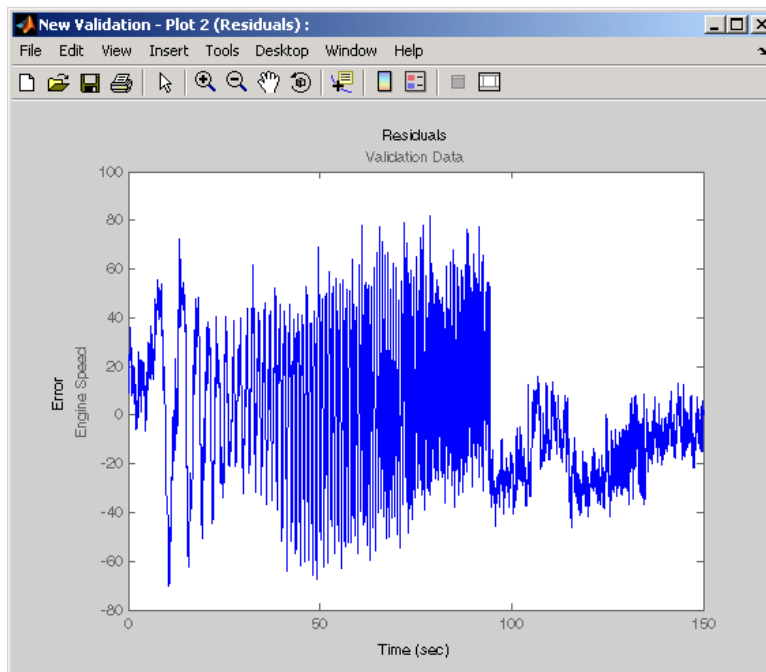 New Validation - Plot 2 (Residuals) :
File Edit View Insert Tools Desktop Window Help
Residuals
Validation Data
100
80
60
40
20
0
-20
-40
-60
-80
Error
Engine Speed
0 50 100 150
Time (sec)